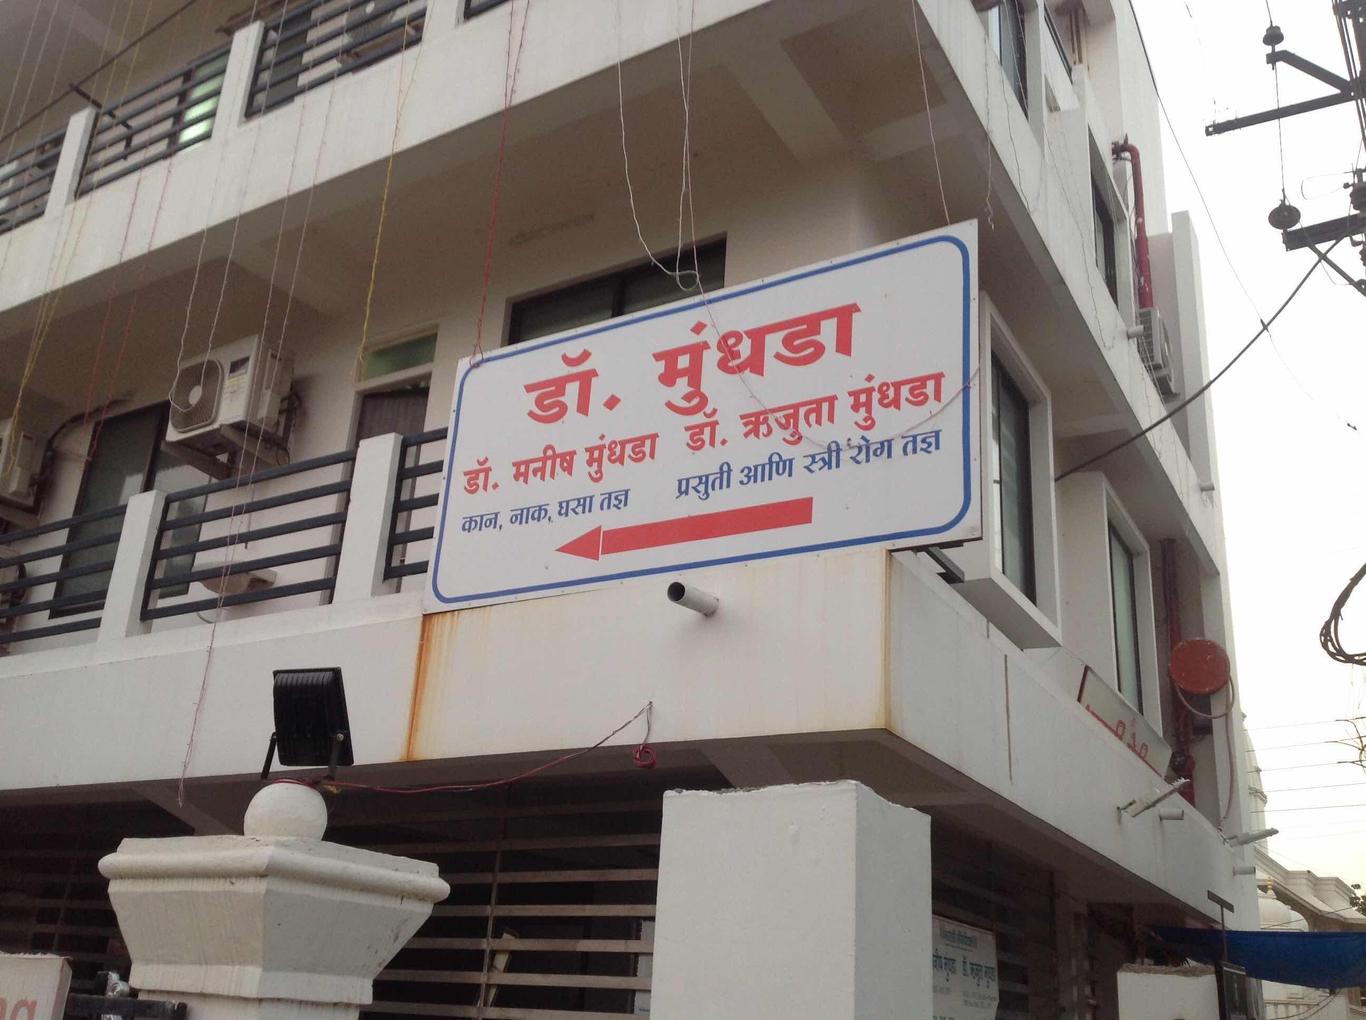 डॉ. मुंधडा
डॉ. मनीष मुंधडा डॉ. ऋजुता मुंधडा
कान, नाक, घसा तज्ञ प्रसुती आणि स्त्री रोग तज्ञ